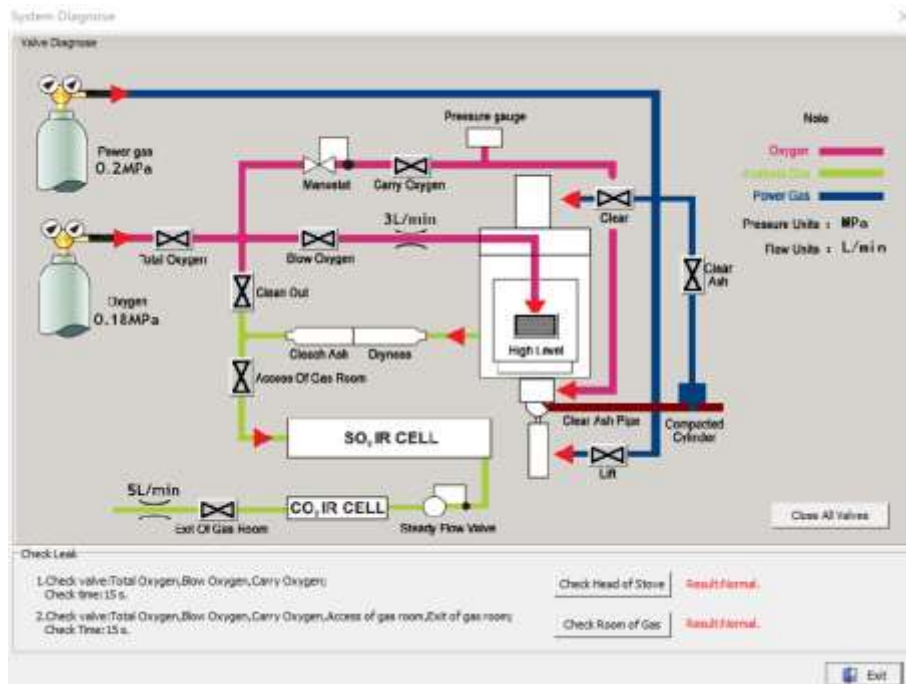 System Diagnose
Valve Diagnose
Power gas
0.2MPa
Oxygen
0.18MPa
Total Oxygen
Manostat
Carry Oxygen
Pressure gauge
3L/min
Blow Oxygen
Clean Out
Access Of Gas Room
Dryness
High Level
Clear
Clear
Ash
Clear Ash Pipe
Compacted
Cylinder
Lift
SO₂ IR CELL
CO₂ IR CELL
5L/min
Exit Of Gas Room
Steady Flow Valve
Note
Oxygen
Power Gas
Pressure Units : MPa
Flow Units : L/min
Close All Valves
Check Leak
1.Check valve:Total Oxygen,Blow Oxygen,Carry Oxygen;
Check time:15 s.
Check Head of Stove
Result:Normal.
2.Check valve:Total Oxygen,Blow Oxygen,Carry Oxygen,Access of gas room,Exit of gas room;
Check Time:15 s.
Check Room of Gas
Result:Normal.
Exit